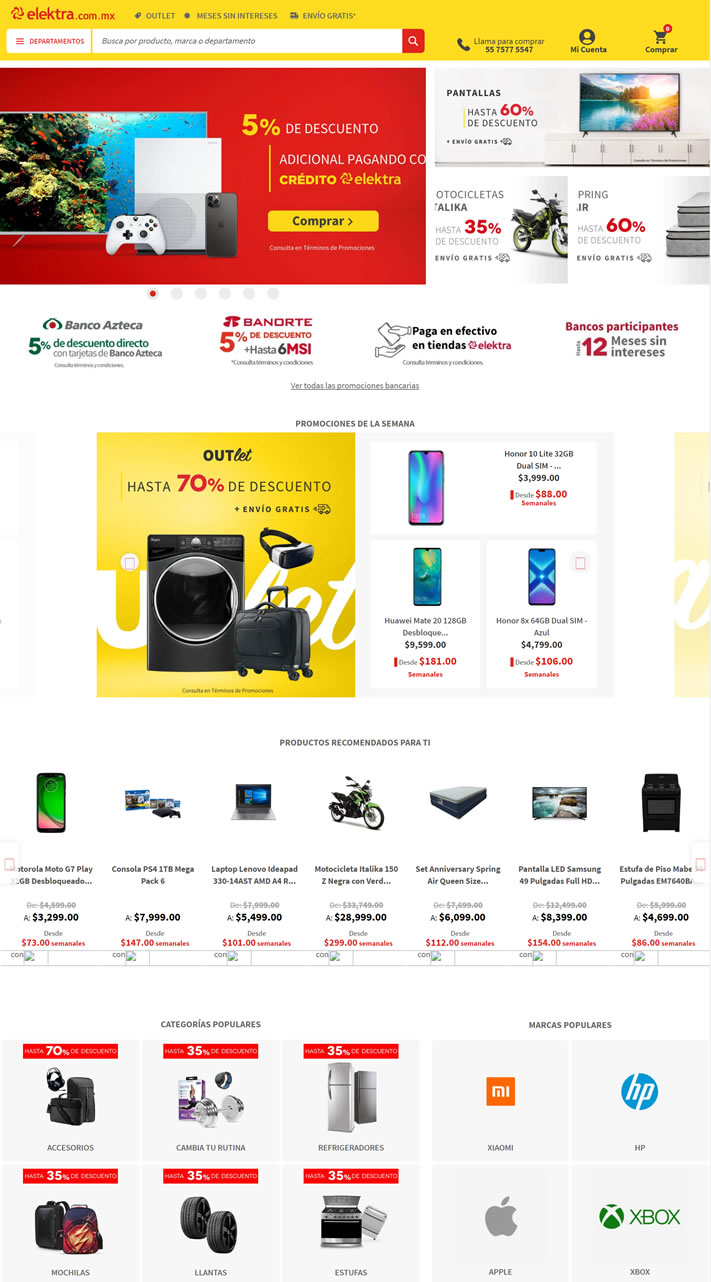 elektra.com.mx
OUTLET
MESES SIN INTERESES
ENVÍO GRATIS*
DEPARTAMENTOS
Busca por producto, marca o departamento
Llama para comprar
55 7577 5547
Mi Cuenta
0
Comprar
5% DE DESCUENTO
ADICIONAL PAGANDO CO
CRÉDITO elektra
Comprar >
Consulta en Términos de Promociones
PANTALLAS
HASTA 60%
DE DESCUENTO
+ ENVÍO GRATIS
Consulta en Términos de Promociones
OTOCICLETAS
TALIKA
HASTA 35%
DE DESCUENTO
ENVÍO GRATIS
PRING
IR
HASTA 60%
DE DESCUENTO
ENVÍO GRATIS
Banco Azteca
5% de descuento directo
con tarjetas de Banco Azteca
Consulta términos y condiciones.
BANORTE
5% DE DESCUENTO
+Hasta 6MSI
*Consulta términos y condiciones.
Paga en efectivo
en tiendas elektra
Consulta términos y condiciones.
Bancos participantes
Hasta 12 Meses sin
intereses
Ver todas las promociones bancarias
PROMOCIONES DE LA SEMANA
OUTlet
HASTA 70% DE DESCUENTO
+ ENVÍO GRATIS
Outlet
Consulta en Términos de Promociones
Honor 10 Lite 32GB
Dual SIM - ...
$3,999.00
Desde $88.00
Semanales
Huawei Mate 20 128GB
Desbloque...
$9,599.00
Desde $181.00
Semanales
Honor 8x 64GB Dual SIM -
Azul
$4,799.00
Desde $106.00
Semanales
PRODUCTOS RECOMENDADOS PARA TI
otorola Moto G7 Play
GB Desbloqueado...
De: $4,599.00
A: $3,299.00
Desde
$73.00 semanales
con
Consola PS4 1TB Mega
Pack 6
A: $7,999.00
Desde
$147.00 semanales
con
Laptop Lenovo Ideapad
330-14AST AMD A4 R...
De: $7,999.00
A: $5,499.00
Desde
$101.00 semanales
con
Motocicleta Italika 150
Z Negra con Verd...
De: $33,749.00
A: $28,999.00
Desde
$299.00 semanales
con
Set Anniversary Spring
Air Queen Size...
De: $7,699.00
A: $6,099.00
Desde
$112.00 semanales
con
Pantalla LED Samsung
49 Pulgadas Full HD...
De: $12,499.00
A: $8,399.00
Desde
$154.00 semanales
con
Estufa de Piso Mabe
Pulgadas EM7640BA...
De: $5,999.00
A: $4,699.00
Desde
$86.00 semanales
con
CATEGORÍAS POPULARES
HASTA 70% DE DESCUENTO
ACCESORIOS
HASTA 35% DE DESCUENTO
CAMBIA TU RUTINA
HASTA 35% DE DESCUENTO
REFRIGERADORES
HASTA 35% DE DESCUENTO
MOCHILAS
HASTA 35% DE DESCUENTO
LLANTAS
HASTA 35% DE DESCUENTO
ESTUFAS
MARCAS POPULARES
mi
XIAOMI
hp
HP
APPLE
XBOX
XBOX